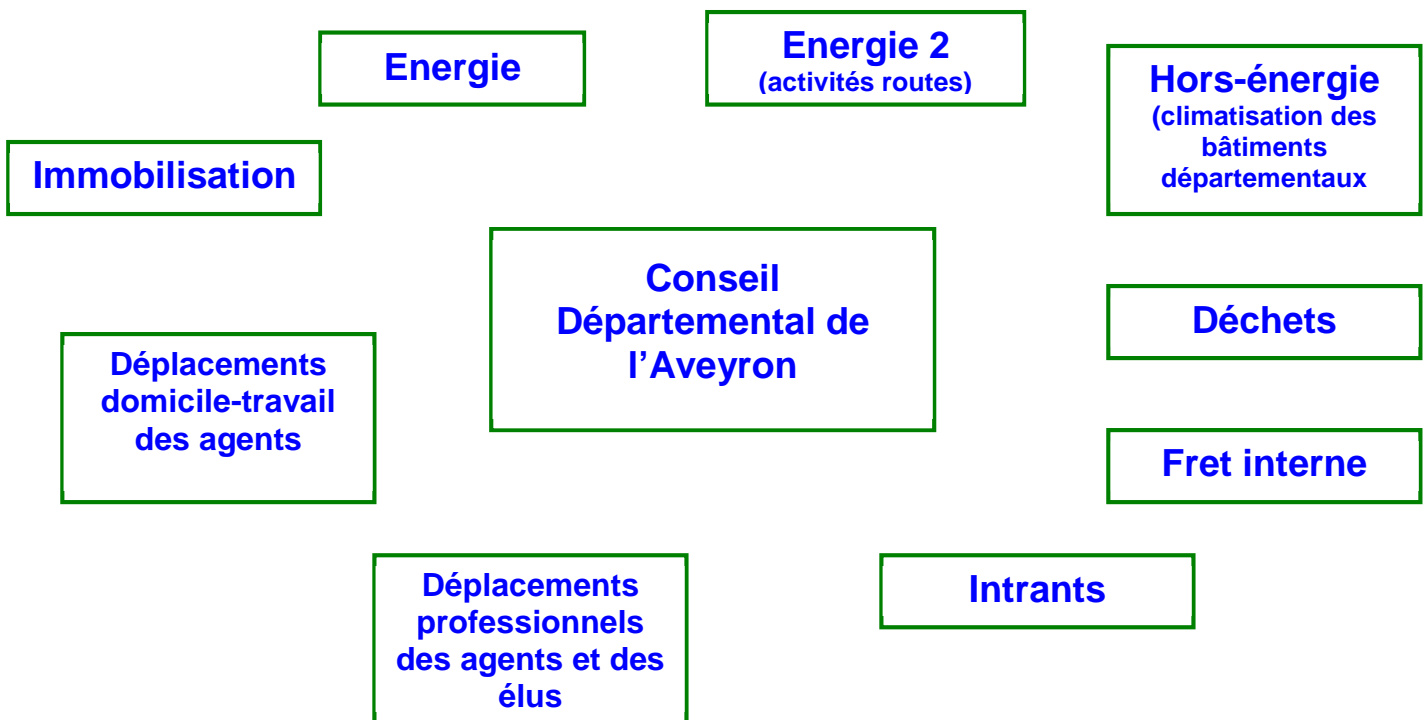 Energie
Energie 2
(activités routes)
Hors-énergie
(climatisation des
bâtiments
départementaux
Immobilisation
Conseil
Départemental de
l’Aveyron
Déchets
Déplacements
domicile-travail
des agents
Fret interne
Déplacements
professionnels
des agents et des
élus
Intrants